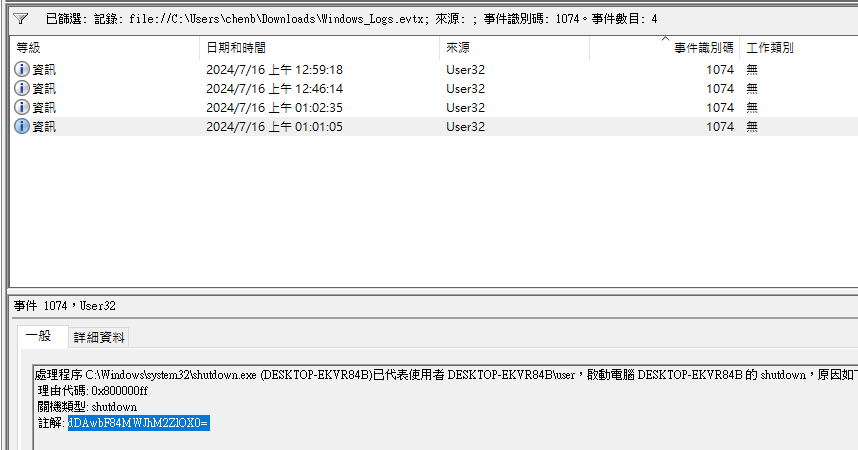 已篩選: 記錄: file://C:\Users\chenb\Downloads\Windows_Logs.evtx; 來源: ; 事件識別碼: 1074。事件數目: 4
等級 日期和時間 來源 事件識別碼 工作類別
資訊 2024/7/16 上午 12:59:18 User32 1074 無
資訊 2024/7/16 上午 12:46:14 User32 1074 無
資訊 2024/7/16 上午 01:02:35 User32 1074 無
資訊 2024/7/16 上午 01:01:05 User32 1074 無
事件 1074，User32
一般 詳細資料
處理程序 C:\Windows\system32\shutdown.exe (DESKTOP-EKVR84B)已代表使用者 DESKTOP-EKVR84B\user，啟動電腦 DESKTOP-EKVR84B 的 shutdown，原因如
理由代碼: 0x800000ff
關機類型: shutdown
註解: dDAwbF84MWJhM2ZlOX0=